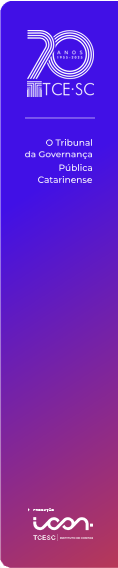 70
ANOS
1955-2025
TCE·SC
O Tribunal
da Governança
Pública
Catarinense
icon.
TCESC